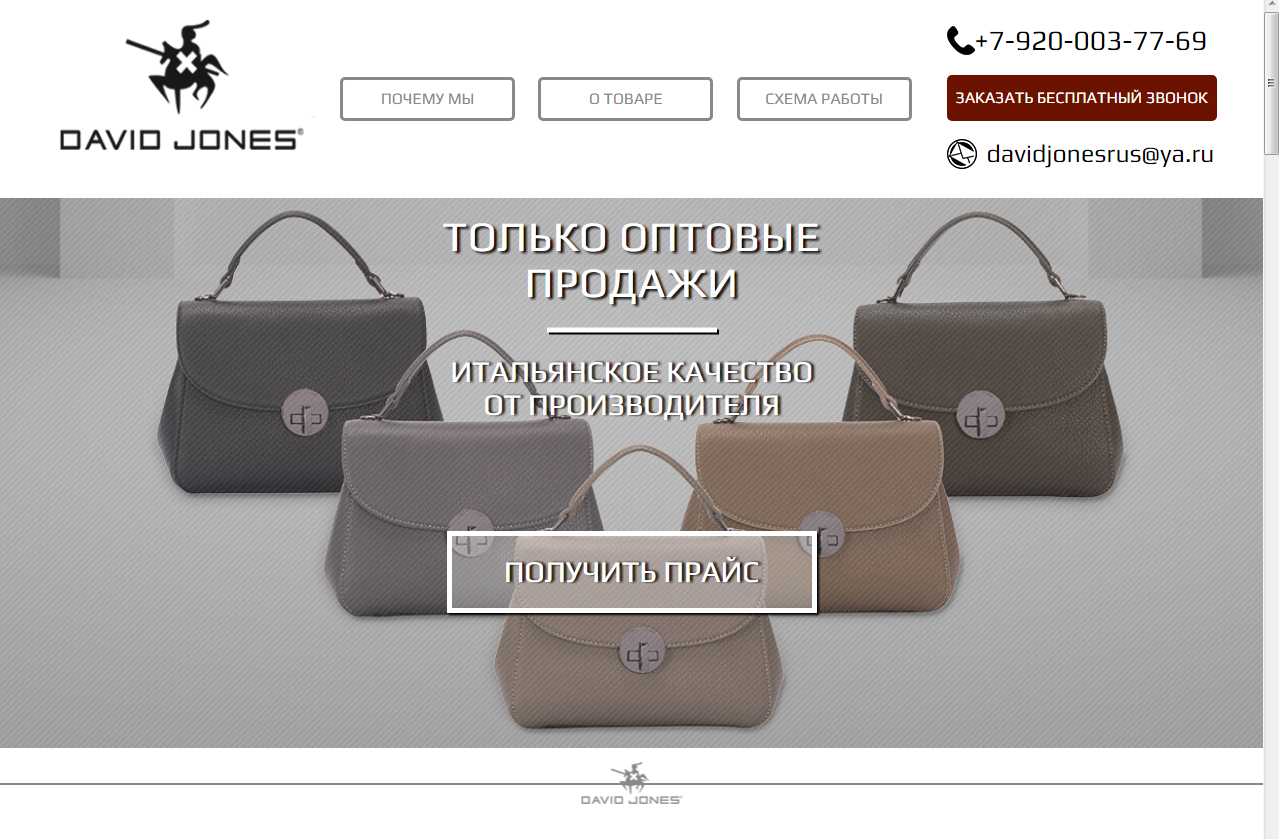 DAVID JONES®
ПОЧЕМУ МЫ
О ТОВАРЕ
СХЕМА РАБОТЫ
+7-920-003-77-69
ЗАКАЗАТЬ БЕСПЛАТНЫЙ ЗВОНОК
davidjonesrus@ya.ru
ТОЛЬКО ОПТОВЫЕ
ПРОДАЖИ
ИТАЛЬЯНСКОЕ КАЧЕСТВО
ОТ ПРОИЗВОДИТЕЛЯ
ПОЛУЧИТЬ ПРАЙС
DAVID JONES